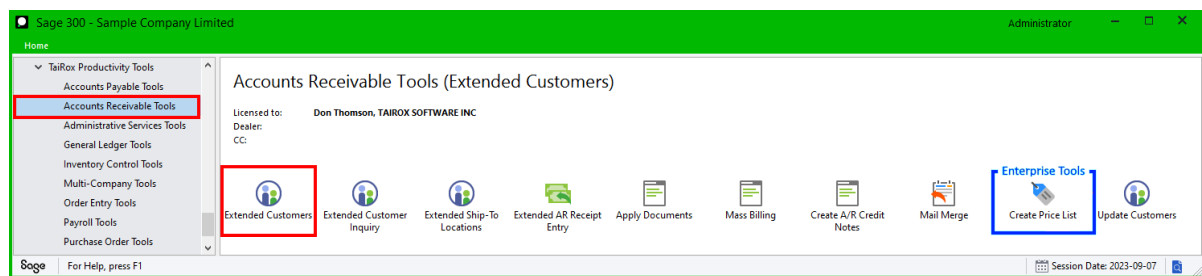 Sage 300 - Sample Company Limited
Administrator
Home
TaiRox Productivity Tools
Accounts Payable Tools
Accounts Receivable Tools
Administrative Services Tools
General Ledger Tools
Inventory Control Tools
Multi-Company Tools
Order Entry Tools
Payroll Tools
Purchase Order Tools
Accounts Receivable Tools (Extended Customers)
Licensed to: Don Thomson, TAIROX SOFTWARE INC
Dealer:
CC:
Extended Customers
Extended Customer
Inquiry
Extended Ship-To
Locations
Extended AR Receipt
Entry
Apply Documents
Mass Billing
Create A/R Credit
Notes
Mail Merge
Enterprise Tools
Create Price List
Update Customers
Sage
For Help, press F1
Session Date: 2023-09-07